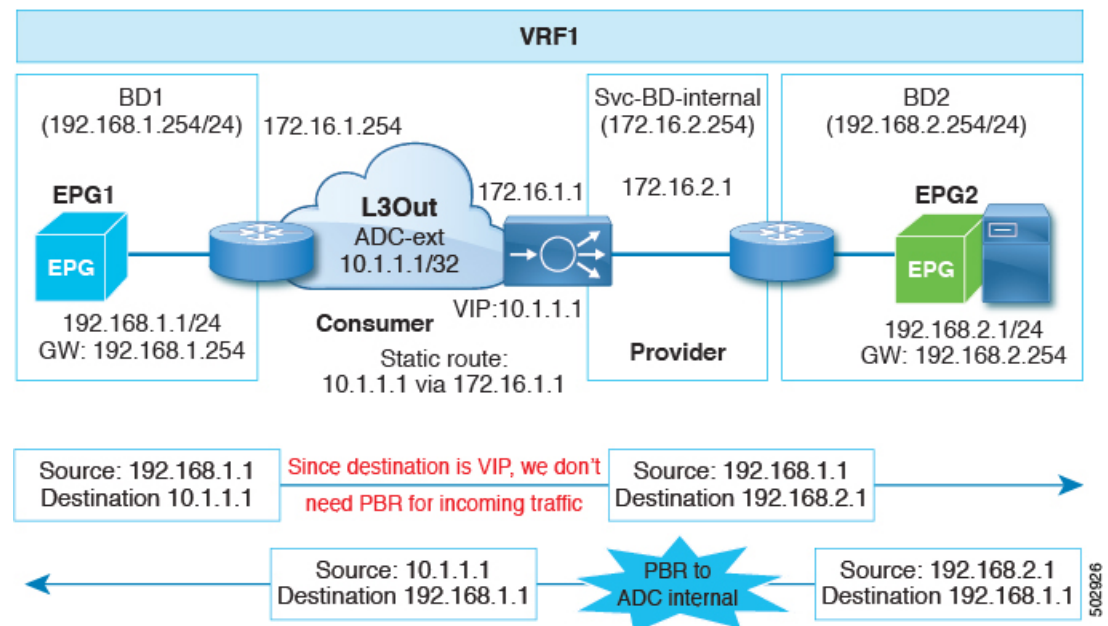 VRF1
BD1
(192.168.1.254/24)
172.16.1.254
Svc-BD-internal
(172.16.2.254)
BD2
(192.168.2.254/24)
EPG1
EPG
192.168.1.1/24
GW: 192.168.1.254
L3Out
ADC-ext
10.1.1.1/32
172.16.1.1
VIP:10.1.1.1
Consumer
Static route:
10.1.1.1 via 172.16.1.1
172.16.2.1
Provider
EPG2
EPG
192.168.2.1/24
GW: 192.168.2.254
Source: 192.168.1.1
Destination 10.1.1.1
Since destination is VIP, we don't
need PBR for incoming traffic
Source: 192.168.1.1
Destination 192.168.2.1
Source: 10.1.1.1
Destination 192.168.1.1
PBR to
ADC internal
Source: 192.168.2.1
Destination 192.168.1.1
502926